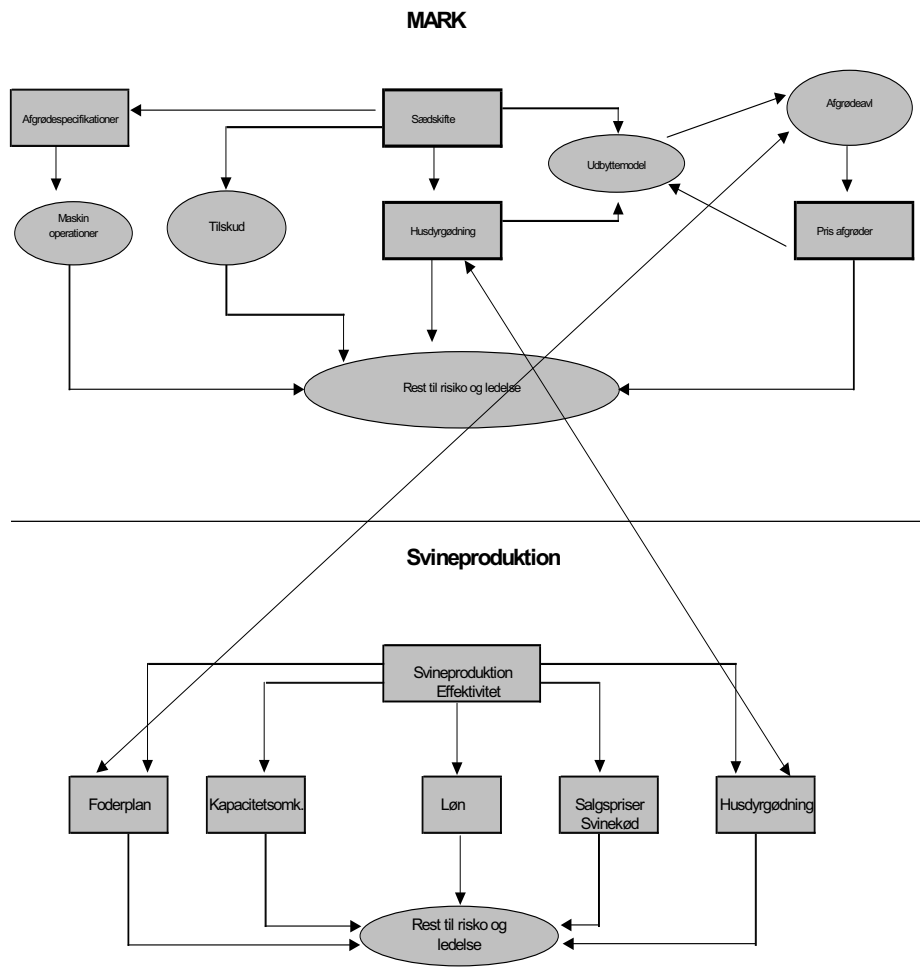 MARK
Afgrødespecifikationer
Sædskifte
Afgrødeavl
Udbyttemodel
Maskin
operationer
Tilskud
Husdyrgødning
Pris afgrøder
Rest til risiko og ledelse
Svineproduktion
Svineproduktion
Effektivitet
Foderplan
Kapacitetsomk.
Løn
Salgspriser
Svinekød
Husdyrgødning
Rest til risiko og
ledelse